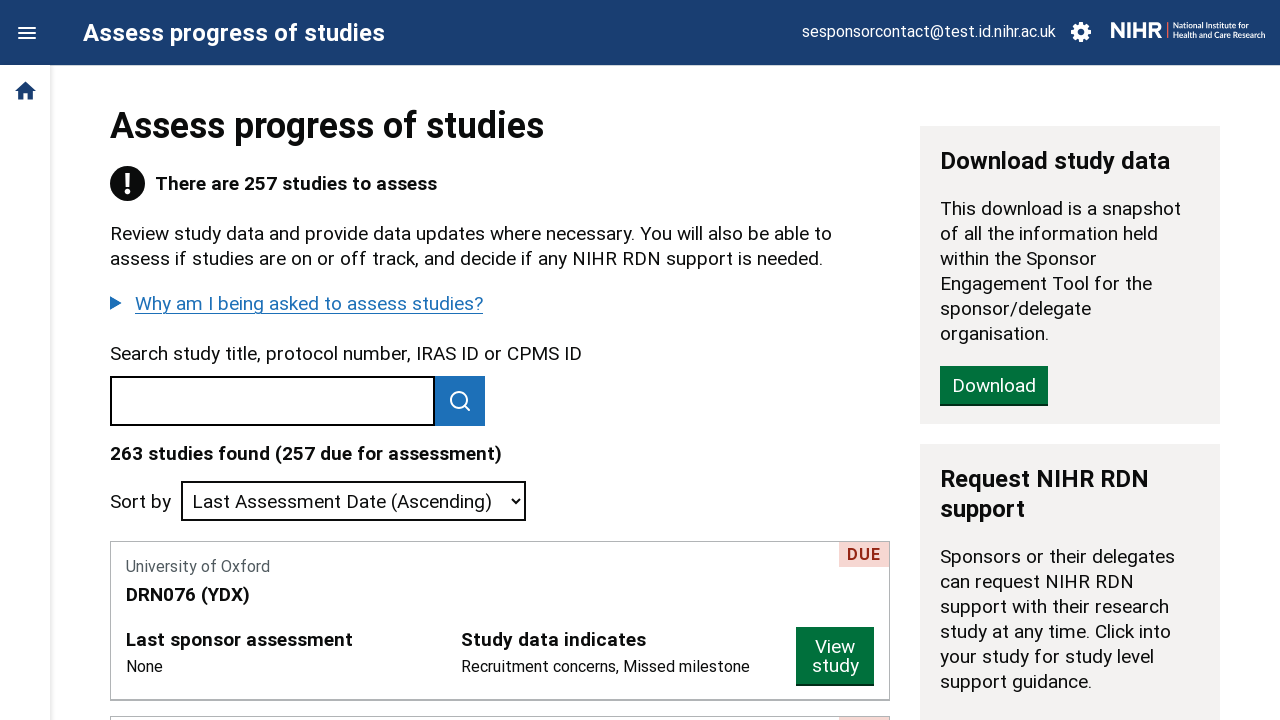 Assess progress of studies
sesponsorcontact@test.id.nihr.ac.uk
NIHR | National Institute for
Health and Care Research
Assess progress of studies
! There are 257 studies to assess
Review study data and provide data updates where necessary. You will also be able to
assess if studies are on or off track, and decide if any NIHR RDN support is needed.
Why am I being asked to assess studies?
Search study title, protocol number, IRAS ID or CPMS ID
263 studies found (257 due for assessment)
Sort by Last Assessment Date (Ascending)
DUE
University of Oxford
DRN076 (YDX)
Last sponsor assessment
None
Study data indicates
Recruitment concerns, Missed milestone
View
study
Download study data
This download is a snapshot
of all the information held
within the Sponsor
Engagement Tool for the
sponsor/delegate
organisation.
Download
Request NIHR RDN
support
Sponsors or their delegates
can request NIHR RDN
support with their research
study at any time. Click into
your study for study level
support guidance.